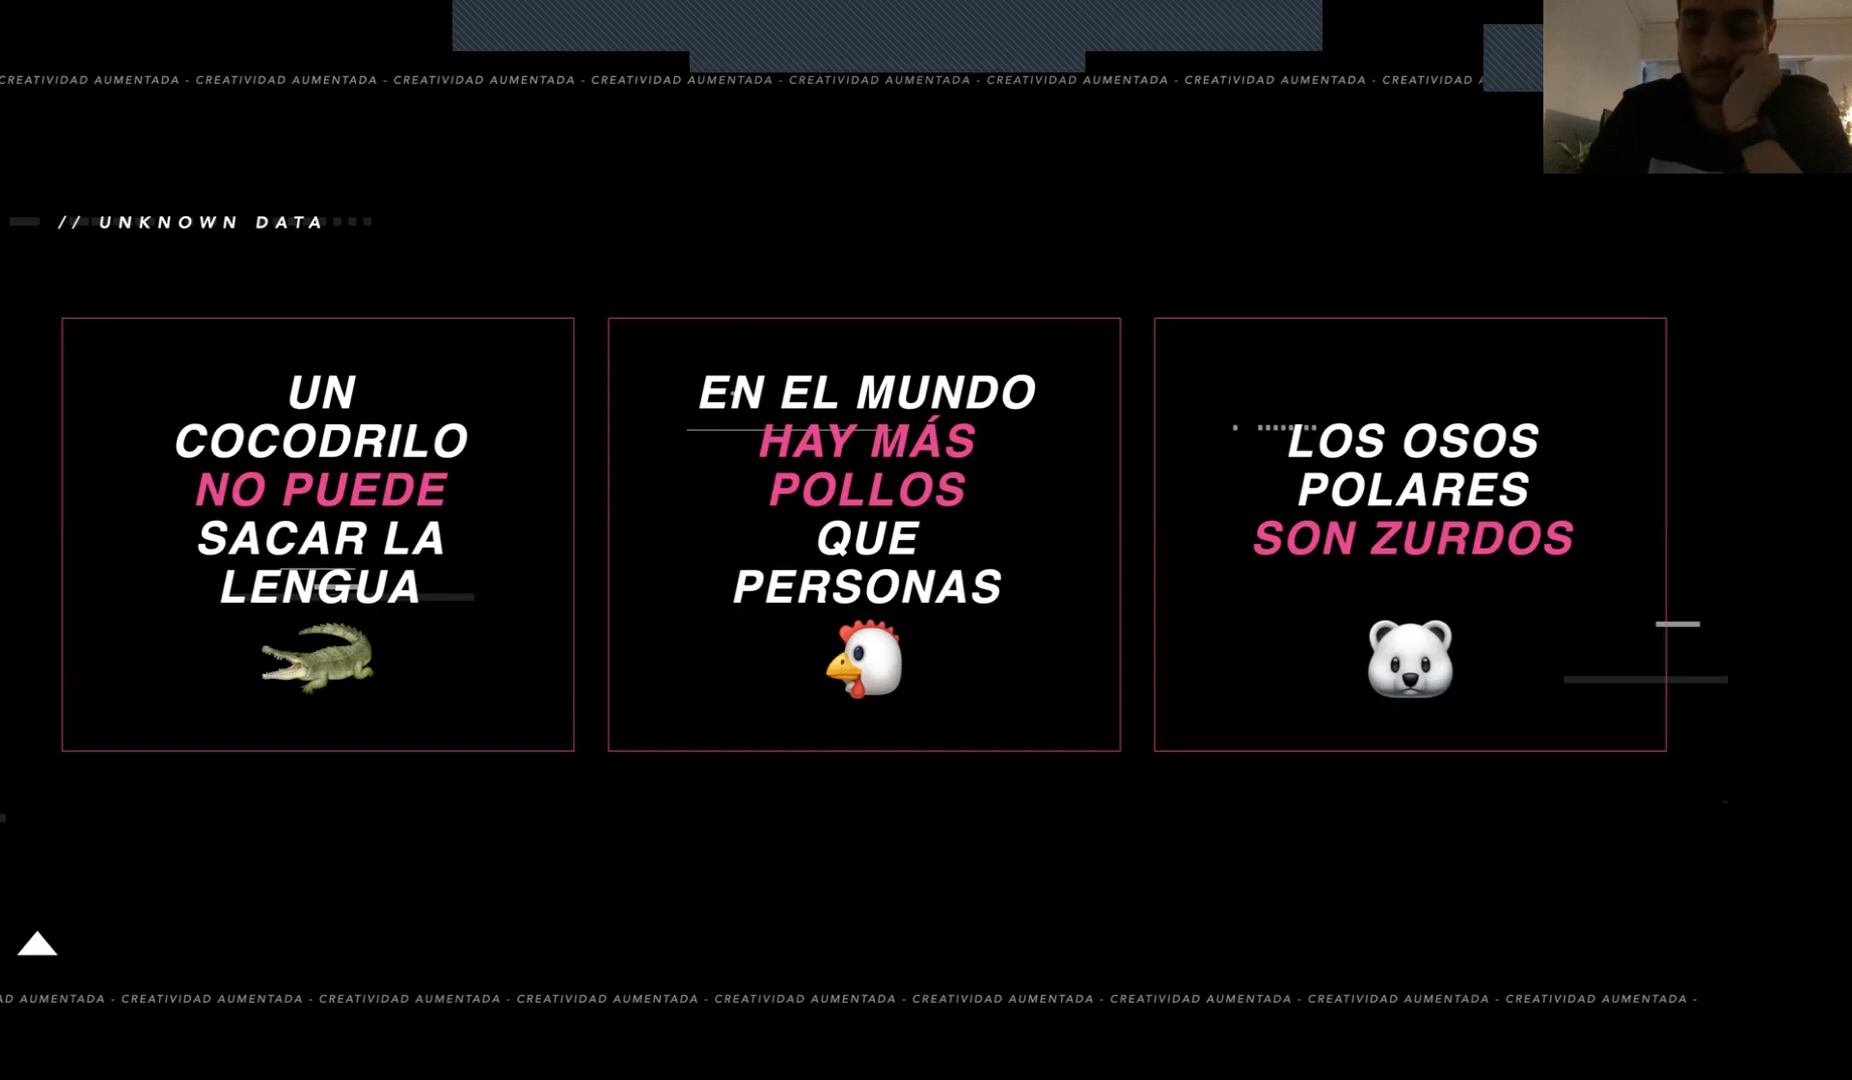 CREATIVIDAD AUMENTADA - CREATIVIDAD AUMENTADA - CREATIVIDAD AUMENTADA - CREATIVIDAD AUMENTADA - CREATIVIDAD AUMENTADA - CREATIVIDAD AUMENTADA - CREATIVIDAD AUMENTADA - CREATIVIDAD
// UNKNOWN DATA
UN
COCODRILO
NO PUEDE
SACAR LA
LENGUA
EN EL MUNDO
HAY MÁS
POLLOS
QUE
PERSONAS
LOS OSOS
POLARES
SON ZURDOS
AD AUMENTADA - CREATIVIDAD AUMENTADA - CREATIVIDAD AUMENTADA - CREATIVIDAD AUMENTADA - CREATIVIDAD AUMENTADA - CREATIVIDAD AUMENTADA - CREATIVIDAD AUMENTADA - CREATIVIDAD AUMENTADA - CREATIVIDAD AUMENTADA -